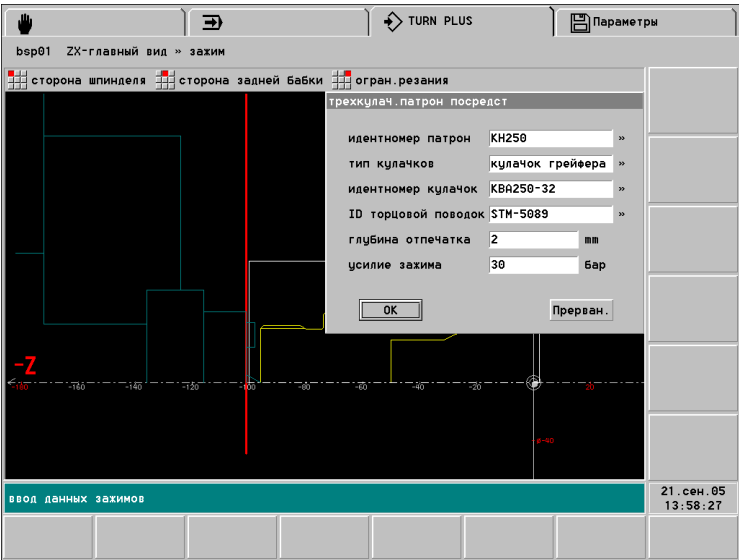 TURN PLUS
Параметры
bsp01 ZX-главный вид » зажим
сторона шпинделя сторона задней бабки огран.резания
трехкулач.патрон посредст
идентномер патрон KH250 »
тип кулачков кулачок грейфера »
идентномер кулачок KBA250-32 »
ID торцовой поводок STM-5089 »
глубина отпечатка 2 mm
усилие зажима 30 бар
OK Прерван.
-Z
-180 -160 -140 -120 -100 -80 -60 -40 -20 20
ввод данных зажимов
21.сен.05
13:58:27